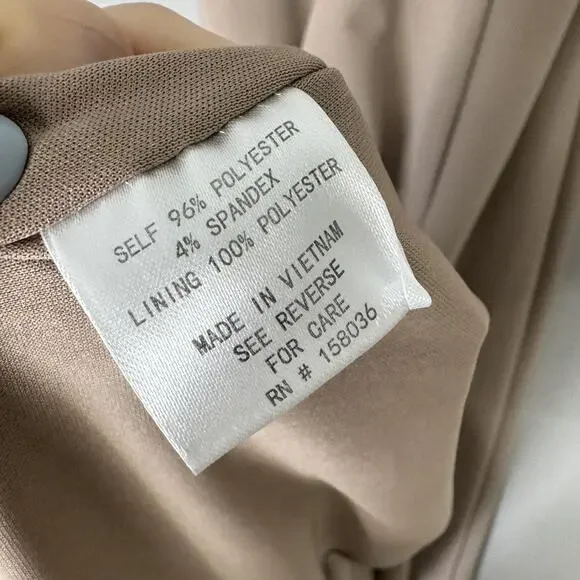 SELF 96% POLYESTER
4% SPANDEX
LINING 100% POLYESTER
MADE IN VIETNAM
SEE REVERSE
FOR CARE
RN # 158036